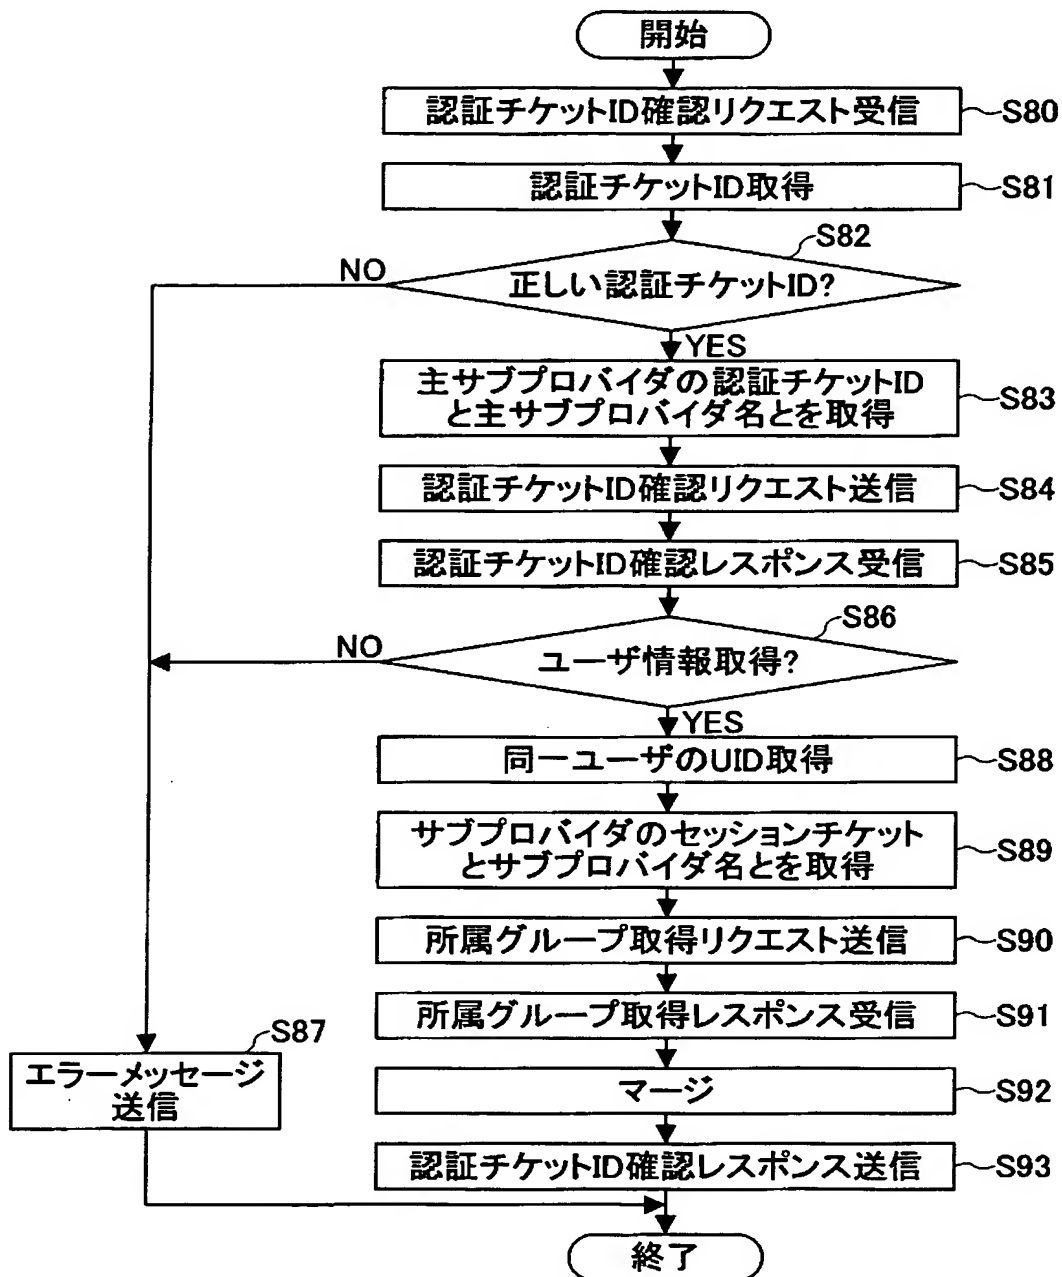 開始
認証チケットID確認リクエスト受信
S80
認証チケットID取得
S81
S82
NO
正しい認証チケットID?
YES
主サブプロバイダの認証チケットID
と主サブプロバイダ名とを取得
S83
認証チケットID確認リクエスト送信
S84
認証チケットID確認レスポンス受信
S85
S86
NO
ユーザ情報取得?
YES
同一ユーザのUID取得
S88
サブプロバイダのセッションチケット
とサブプロバイダ名とを取得
S89
所属グループ取得リクエスト送信
S90
所属グループ取得レスポンス受信
S91
S87
エラーメッセージ
送信
マージ
S92
認証チケットID確認レスポンス送信
S93
終了